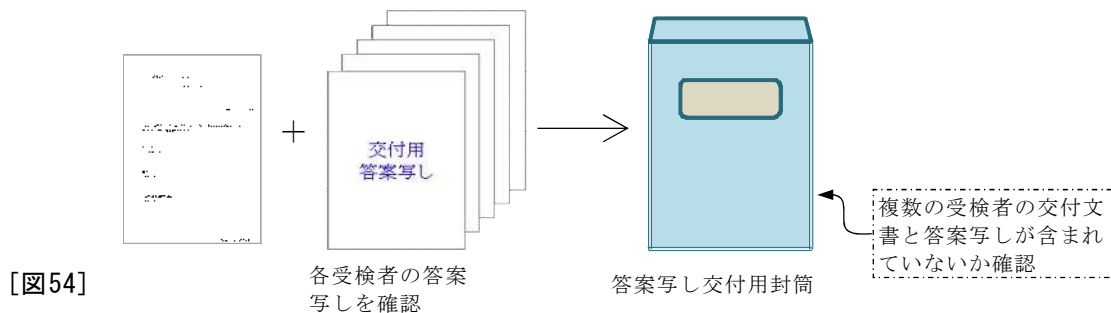 交付用
答案写し
複数の受検者の交付文
書と答案写しが含まれ
ていないか確認
各受検者の答案
写しを確認
答案写し交付用封筒
[図54]